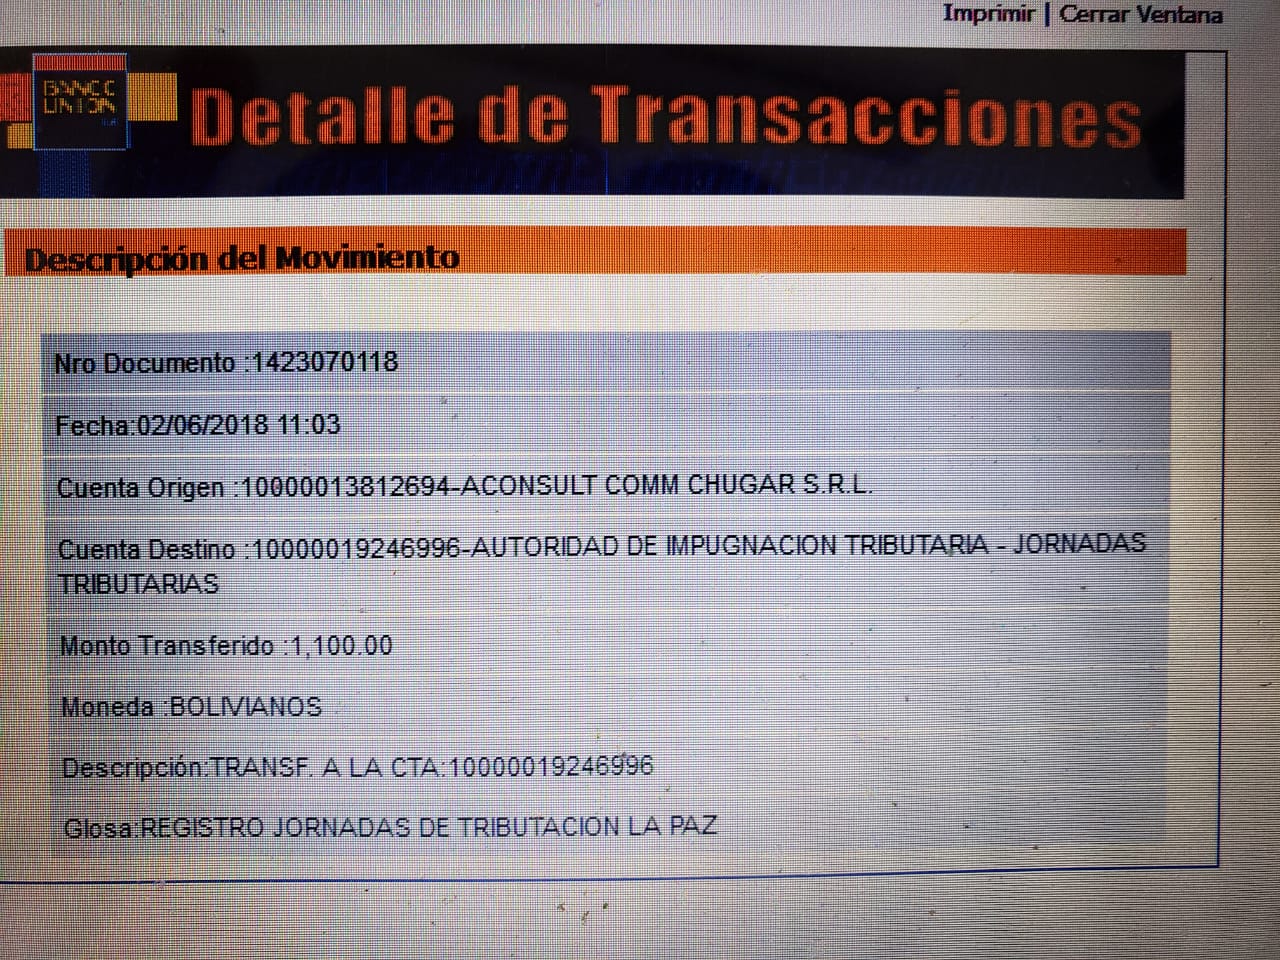 Imprimir | Cerrar Ventana
BANCO
UNION
Detalle de Transacciones
Descripción del Movimiento
Nro Documento :1423070118
Fecha:02/06/2018 11:03
Cuenta Origen :10000013812694-ACONSULT COMM CHUGAR S.R.L.
Cuenta Destino :10000019246996-AUTORIDAD DE IMPUGNACION TRIBUTARIA - JORNADAS
TRIBUTARIAS
Monto Transferido :1,100.00
Moneda :BOLIVIANOS
Descripción:TRANSF. A LA CTA:10000019246996
Glosa:REGISTRO JORNADAS DE TRIBUTACION LA PAZ